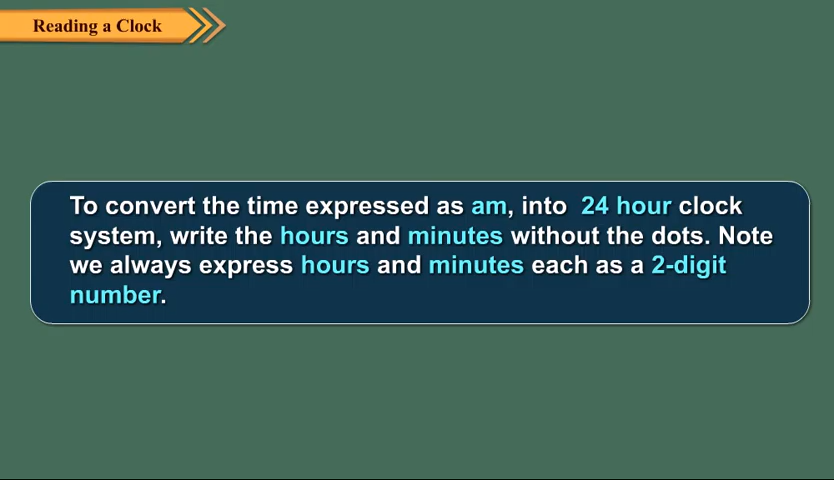 Reading a Clock
To convert the time expressed as am, into 24 hour clock
system, write the hours and minutes without the dots. Note
we always express hours and minutes each as a 2-digit
number.